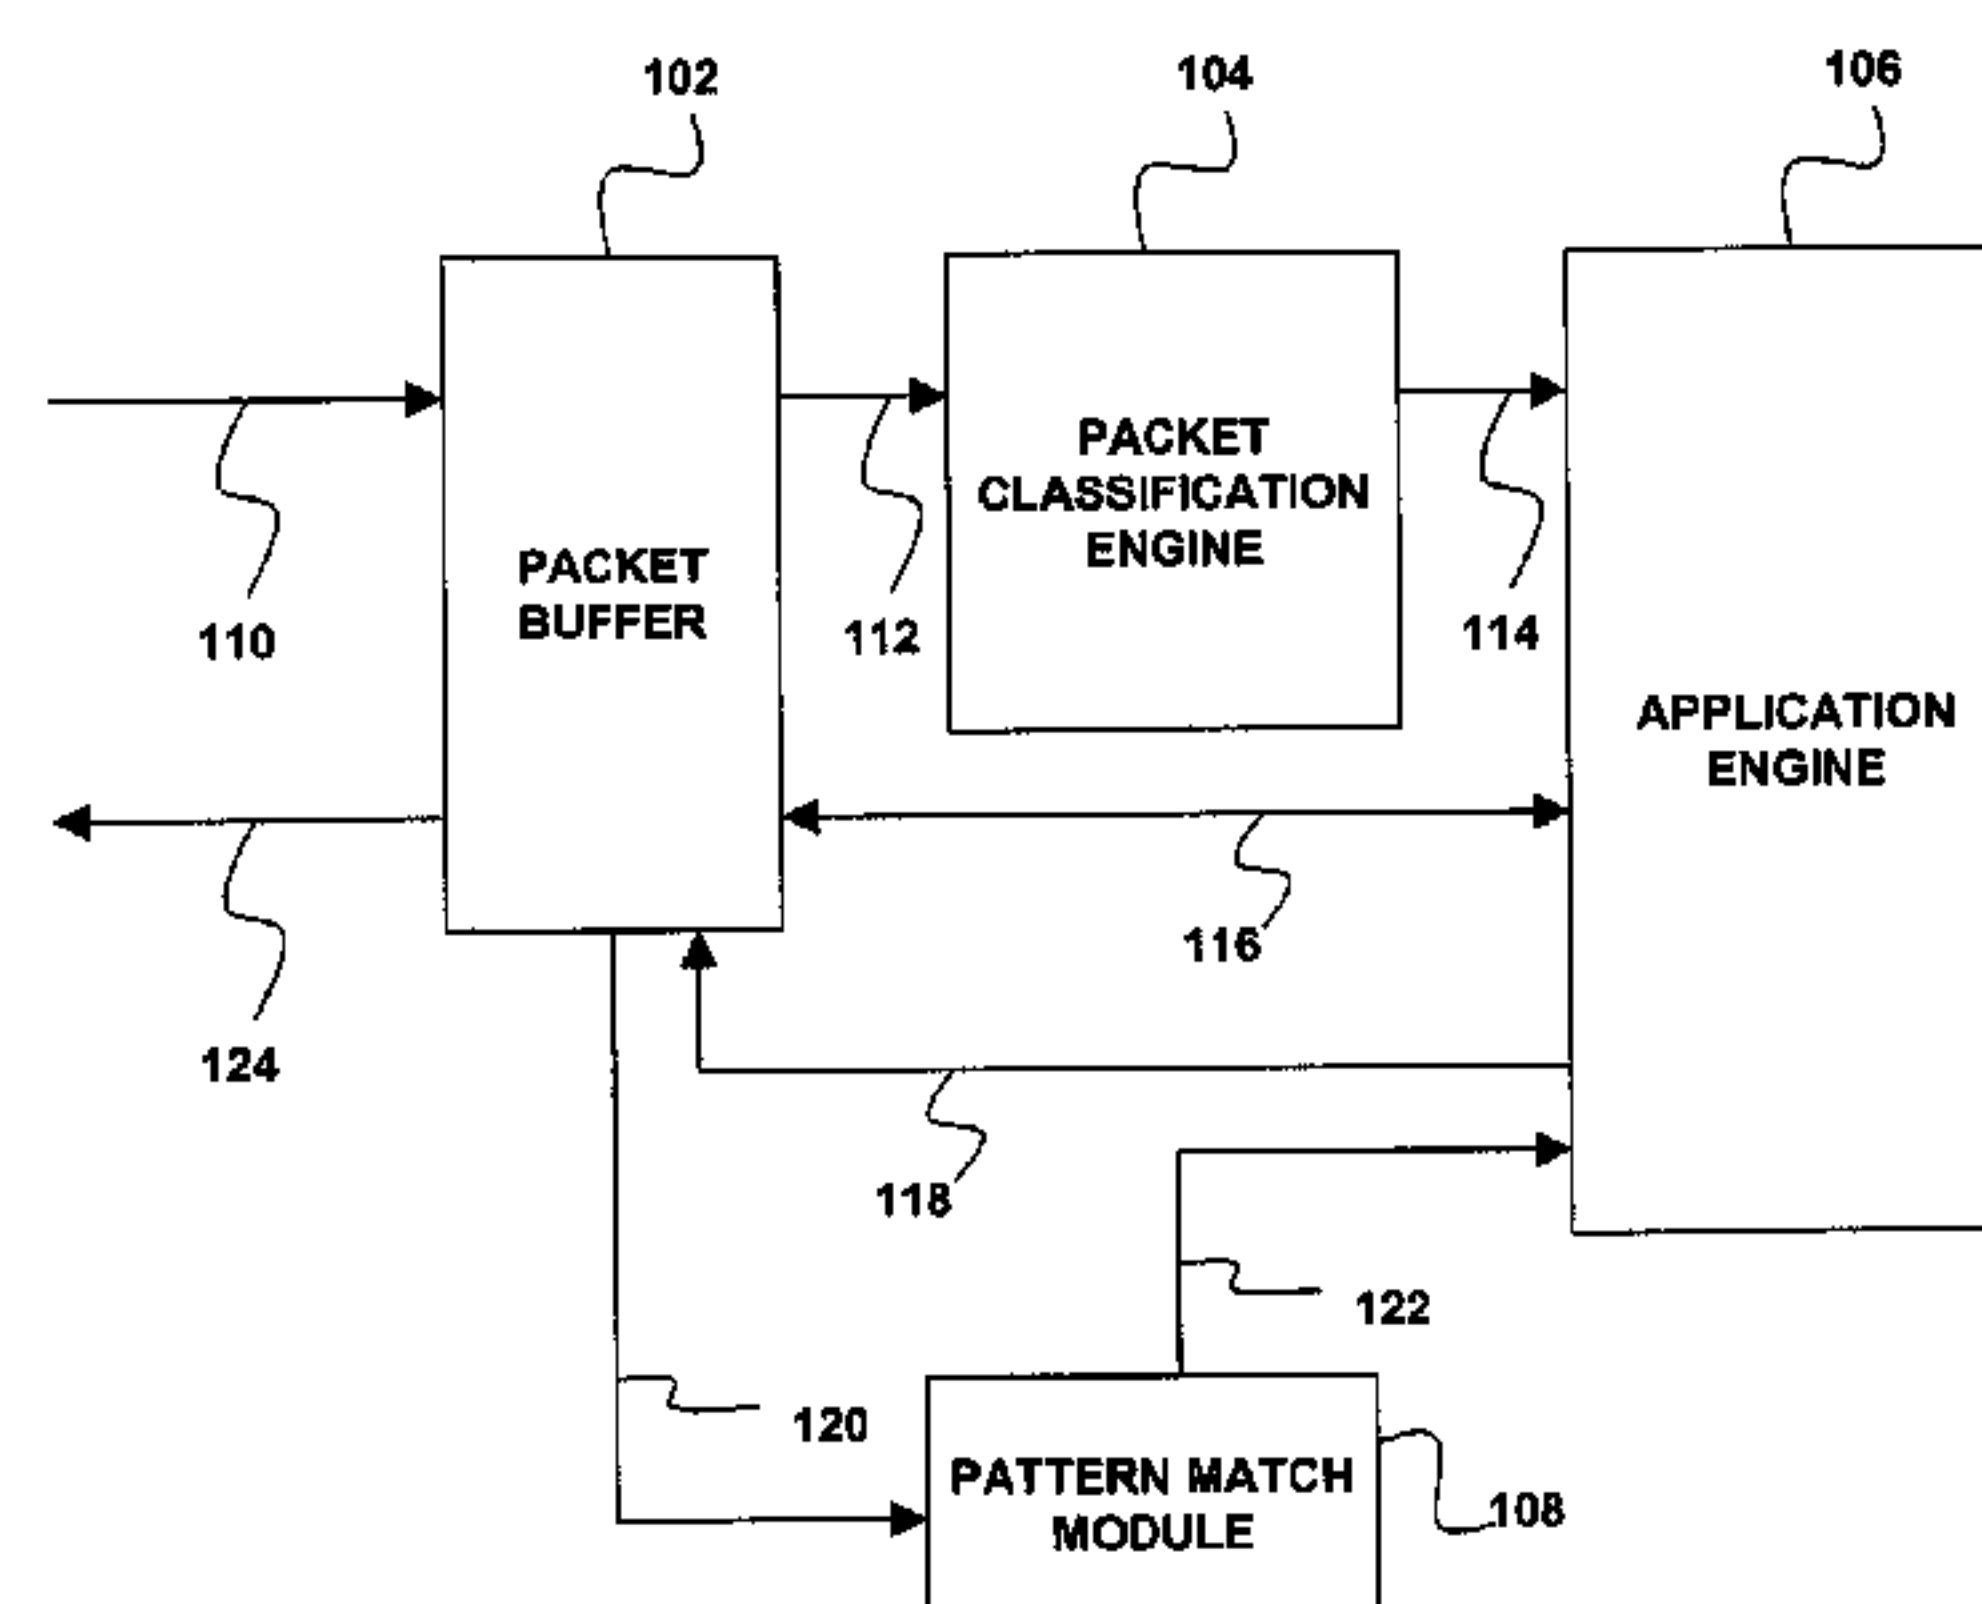 102
104
106
PACKET
CLASSIFICATION
ENGINE
PACKET
BUFFER
110
112
114
APPLICATION
ENGINE
116
124
118
122
120
PATTERN MATCH
MODULE
108